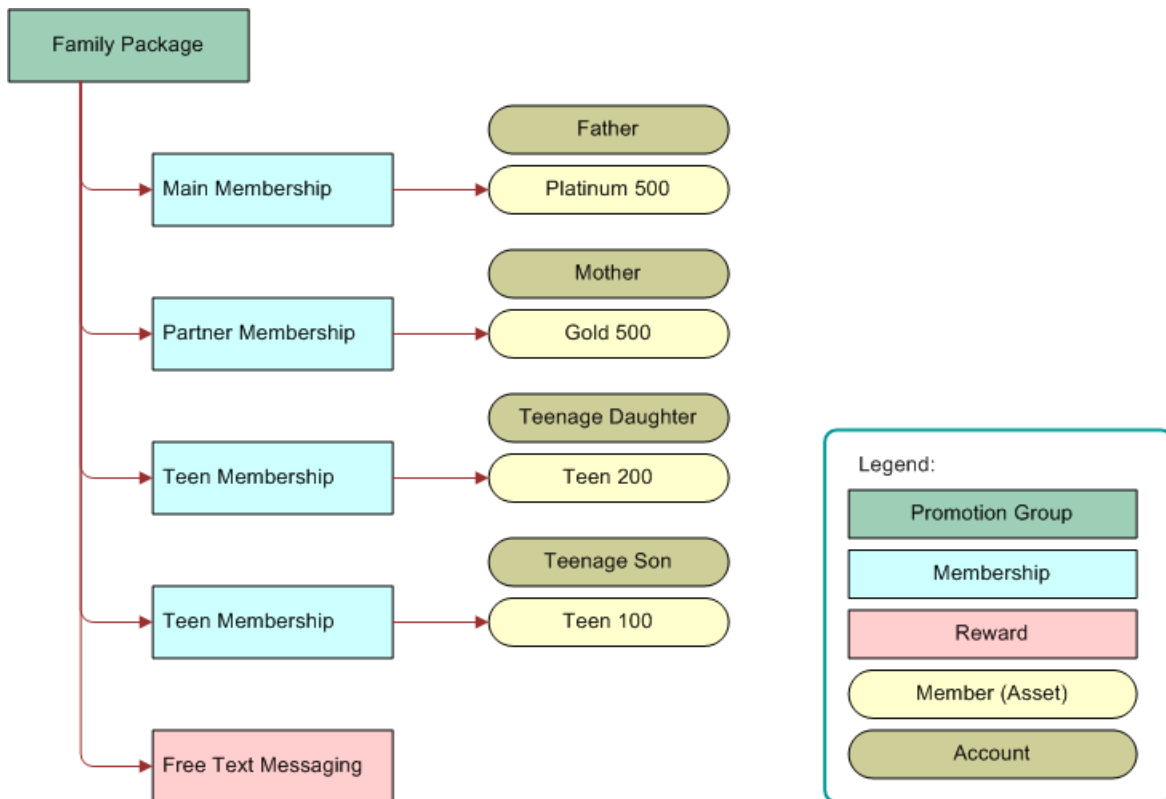 Family Package
Father
Main Membership
Platinum 500
Mother
Partner Membership
Gold 500
Teenage Daughter
Teen Membership
Teen 200
Teenage Son
Teen Membership
Teen 100
Free Text Messaging
Legend:
Promotion Group
Membership
Reward
Member (Asset)
Account